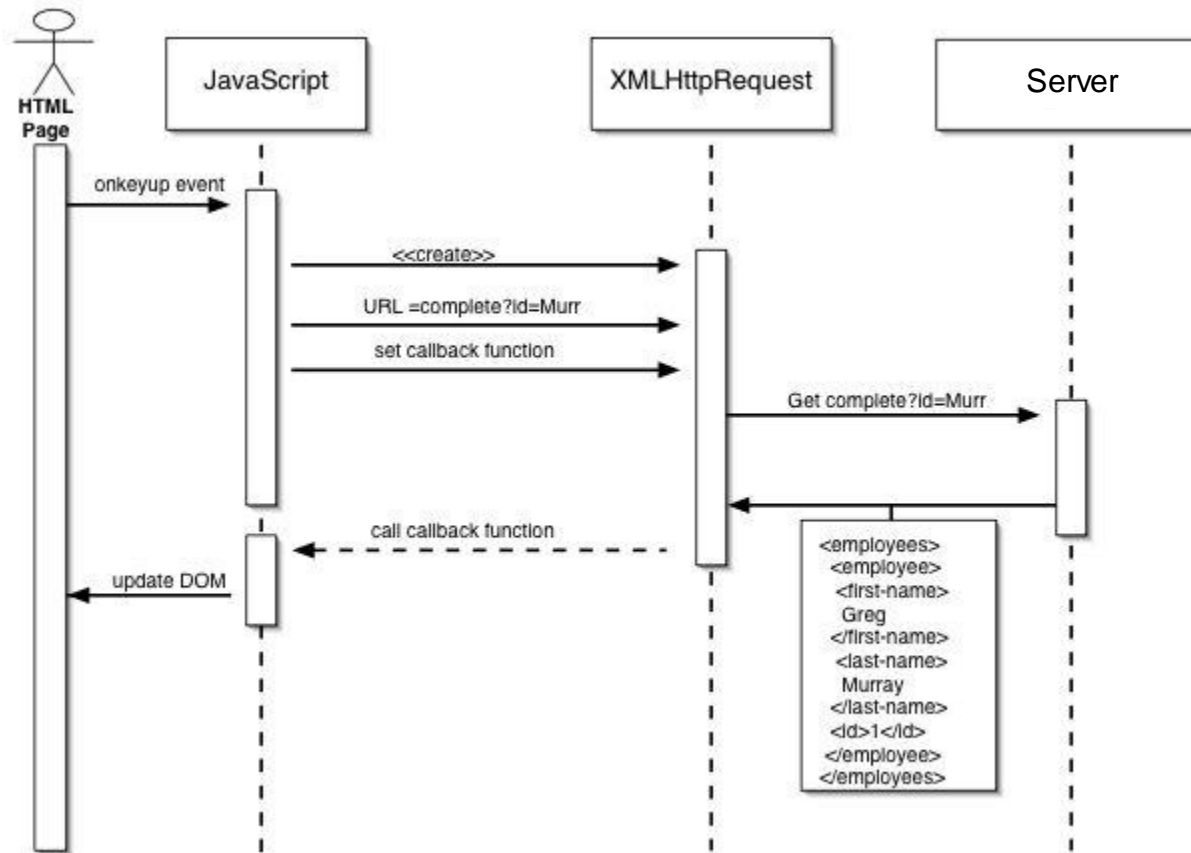 JavaScript
XMLHttpRequest
Server
HTML
Page
onkeyup event
<<create>>
URL =complete?id=Murr
set callback function
Get complete?id=Murr
call callback function
update DOM
<employees>
<employee>
<first-name>
Greg
</first-name>
<last-name>
Murray
</last-name>
<id>1</id>
</employee>
</employees>